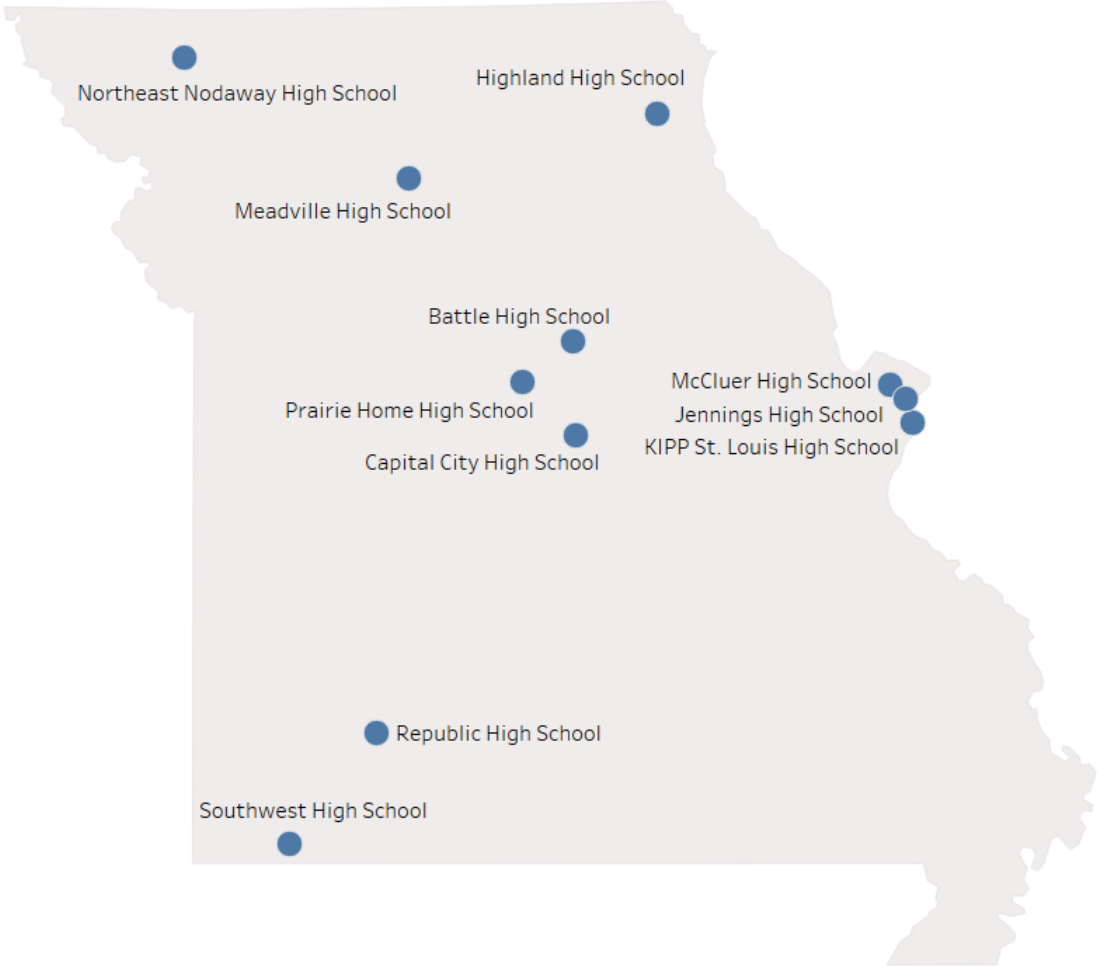 Highland High School
Northeast Nodaway High School
Meadville High School
Battle High School
McCluer High School
Prairie Home High School
Jennings High School
KIPP St. Louis High School
Capital City High School
Republic High School
Southwest High School